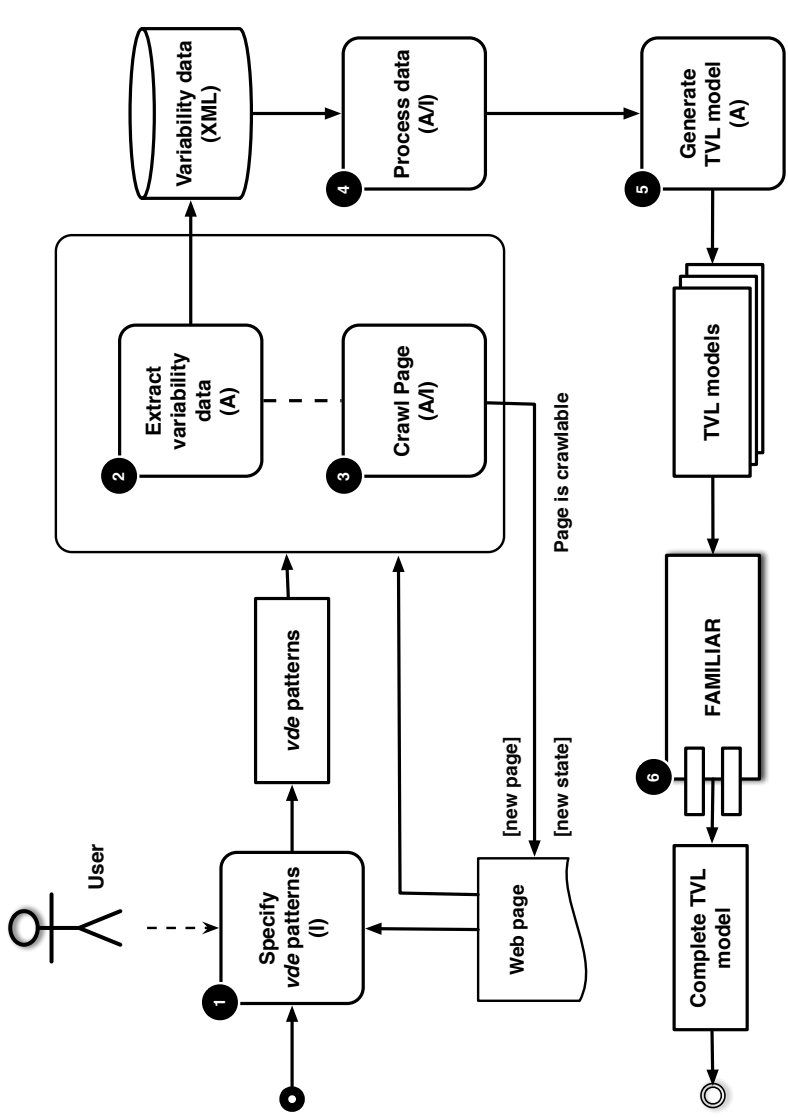 User
1
Specify
vde patterns
(I)
vde patterns
2
Extract
variability
data
(A)
3
Crawl Page
(A/I)
Variability data
(XML)
4
Process data
(A/I)
Web page
[new page]
[new state]
Page is crawlable
5
Generate
TVL model
(A)
TVL models
6
FAMILIAR
Complete TVL
model